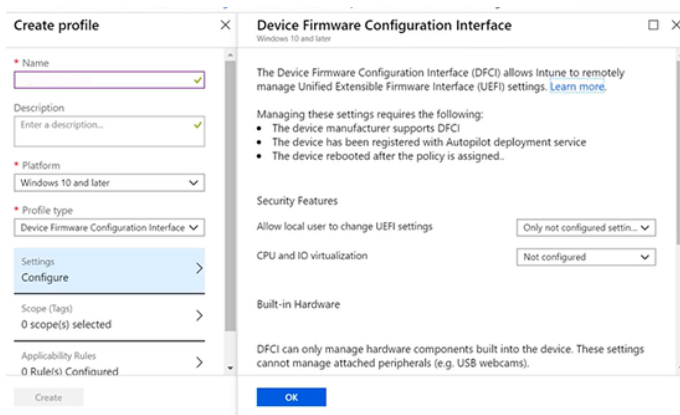 Create profile
* Name
Description
Enter a description...
* Platform
Windows 10 and later
* Profile type
Device Firmware Configuration Interface
Settings
Configure
Scope (Tags)
0 scope(s) selected
Applicability Rules
0 Rule(s) Configured
Create
Device Firmware Configuration Interface
Windows 10 and later
The Device Firmware Configuration Interface (DFCI) allows Intune to remotely
manage Unified Extensible Firmware Interface (UEFI) settings. Learn more.
Managing these settings requires the following:
• The device manufacturer supports DFCI
• The device has been registered with Autopilot deployment service
• The device rebooted after the policy is assigned..
Security Features
Allow local user to change UEFI settings
Only not configured settin...
CPU and IO virtualization
Not configured
Built-in Hardware
DFCI can only manage hardware components built into the device. These settings
cannot manage attached peripherals (e.g. USB webcams).
OK